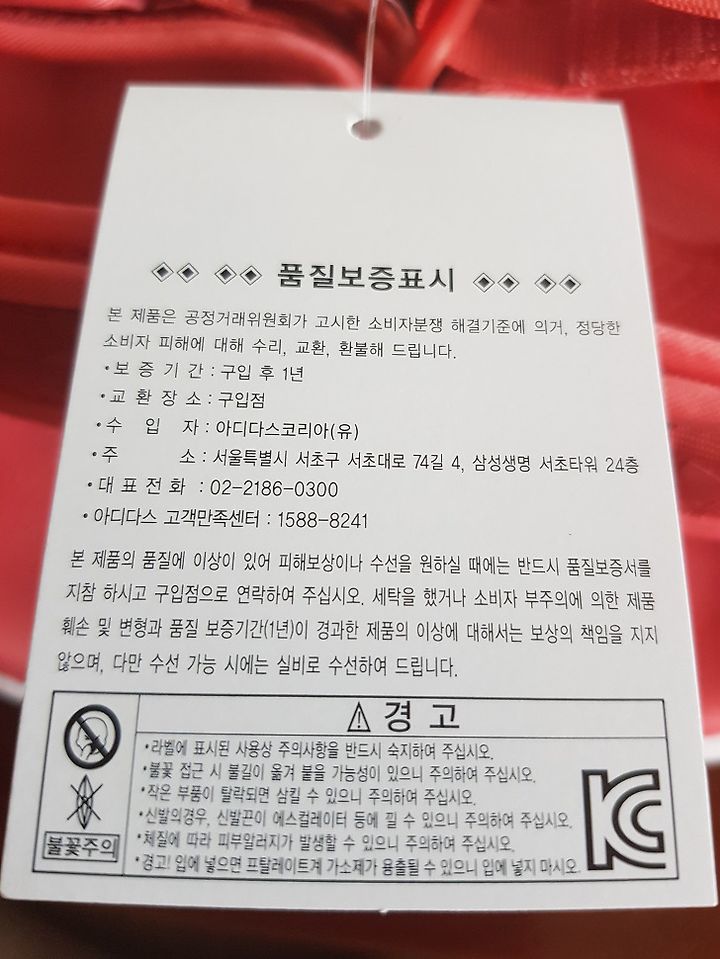 품질보증표시
본 제품은 공정거래위원회가 고시한 소비자분쟁 해결기준에 의거, 정당한
소비자 피해에 대해 수리, 교환, 환불해 드립니다.
•보 증 기 간 : 구입 후 1년
•교 환 장 소 : 구입점
•수 입 자 : 아디다스코리아(유)
•주 소 : 서울특별시 서초구 서초대로 74길 4, 삼성생명 서초타워 24층
•대 표 전 화 : 02-2186-0300
•아디다스 고객만족센터 : 1588-8241
본 제품의 품질에 이상이 있어 피해보상이나 수선을 원하실 때에는 반드시 품질보증서를
지참 하시고 구입점으로 연락하여 주십시오. 세탁을 했거나 소비자 부주의에 의한 제품
훼손 및 변형과 품질 보증기간(1년)이 경과한 제품의 이상에 대해서는 보상의 책임을 지지
않으며, 다만 수선 가능 시에는 실비로 수선하여 드립니다.
⚠ 경 고
•라벨에 표시된 사용상 주의사항을 반드시 숙지하여 주십시오.
•불꽃 접근 시 불길이 옮겨 붙을 가능성이 있으니 주의하여 주십시오.
•작은 부품이 탈락되면 삼킬 수 있으니 주의하여 주십시오.
•신발의경우, 신발끈이 에스컬레이터 등에 낄 수 있으니 주의하여 주십시오.
•체질에 따라 피부알러지가 발생할 수 있으니 주의하여 주십시오.
•경고! 입에 넣으면 프탈레이트계 가소제가 용출될 수 있으니 입에 넣지 마시오.
불꽃주의
KC